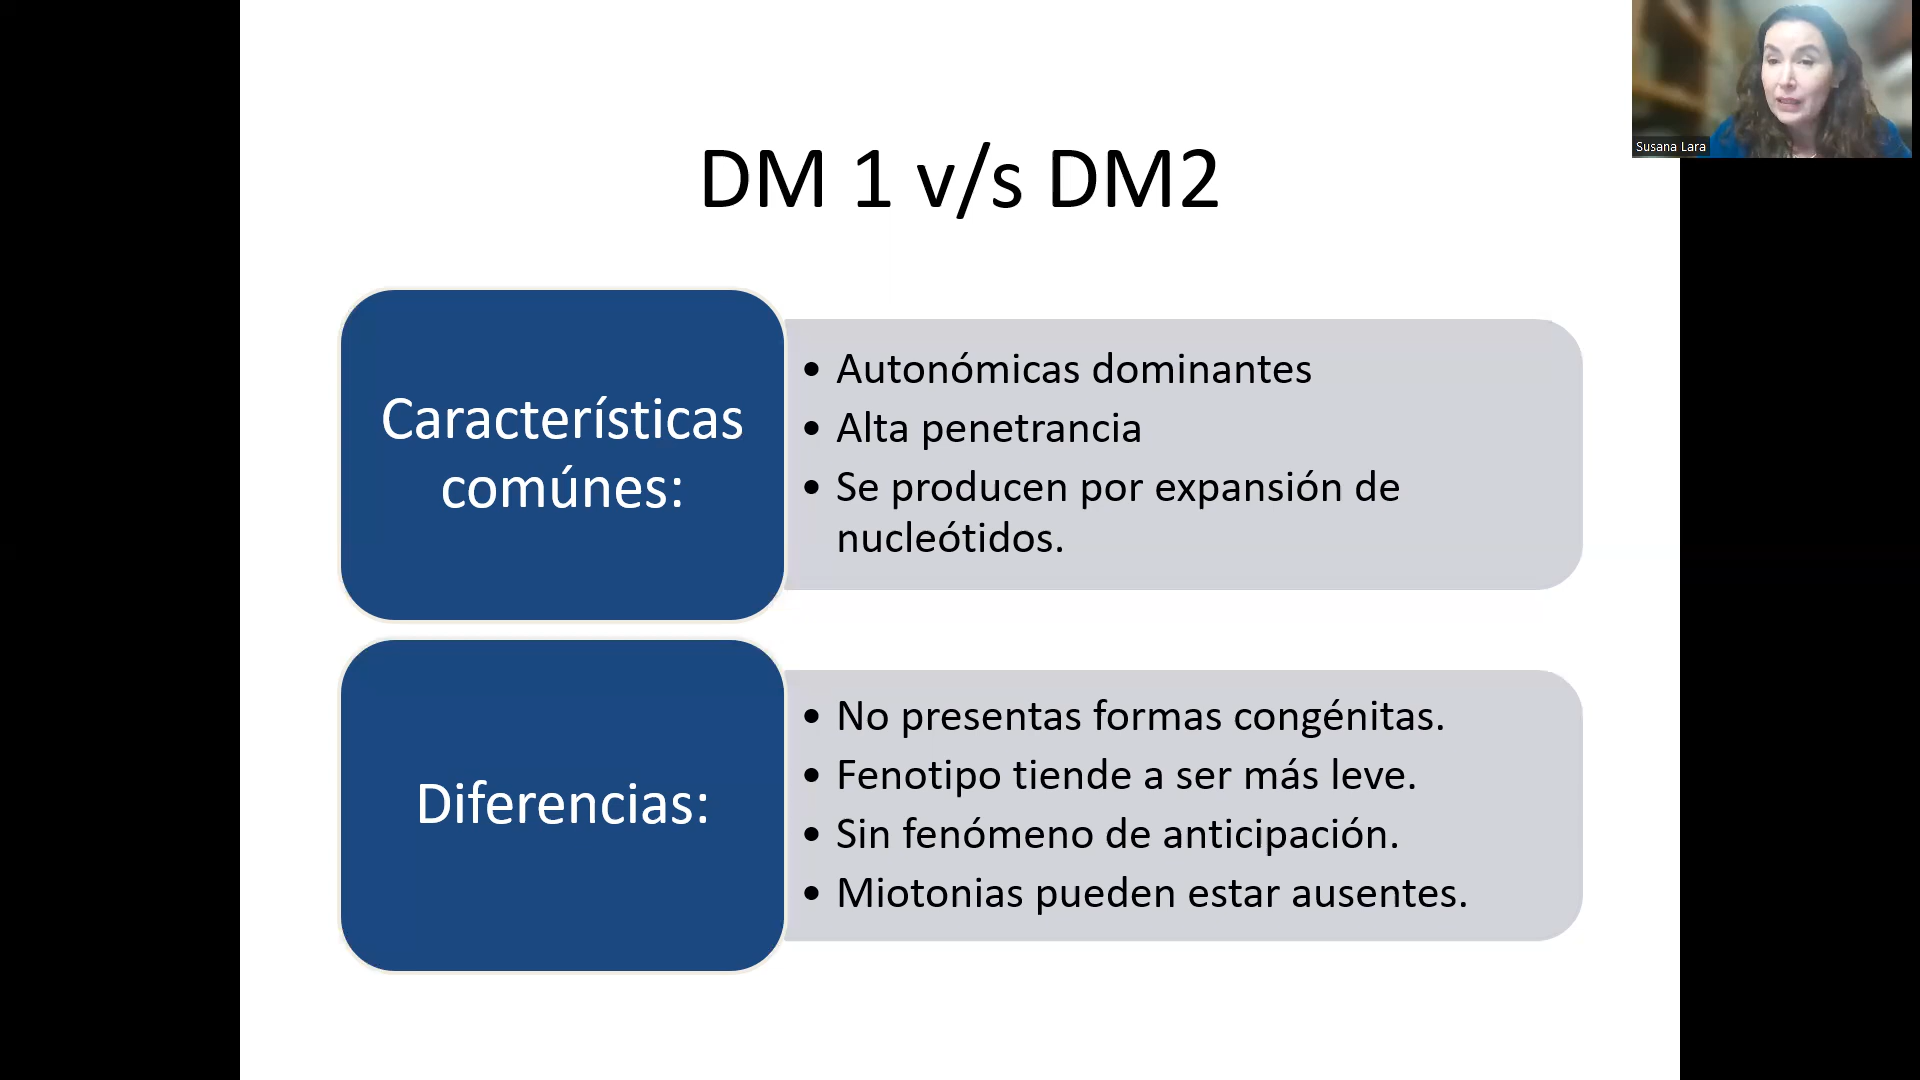 Susana Lara
DM 1 v/s DM2
Características
comúnes:
• Autonómicas dominantes
• Alta penetrancia
• Se producen por expansión de
nucleótidos.
Diferencias:
• No presentas formas congénitas.
• Fenotipo tiende a ser más leve.
• Sin fenómeno de anticipación.
• Miotonias pueden estar ausentes.